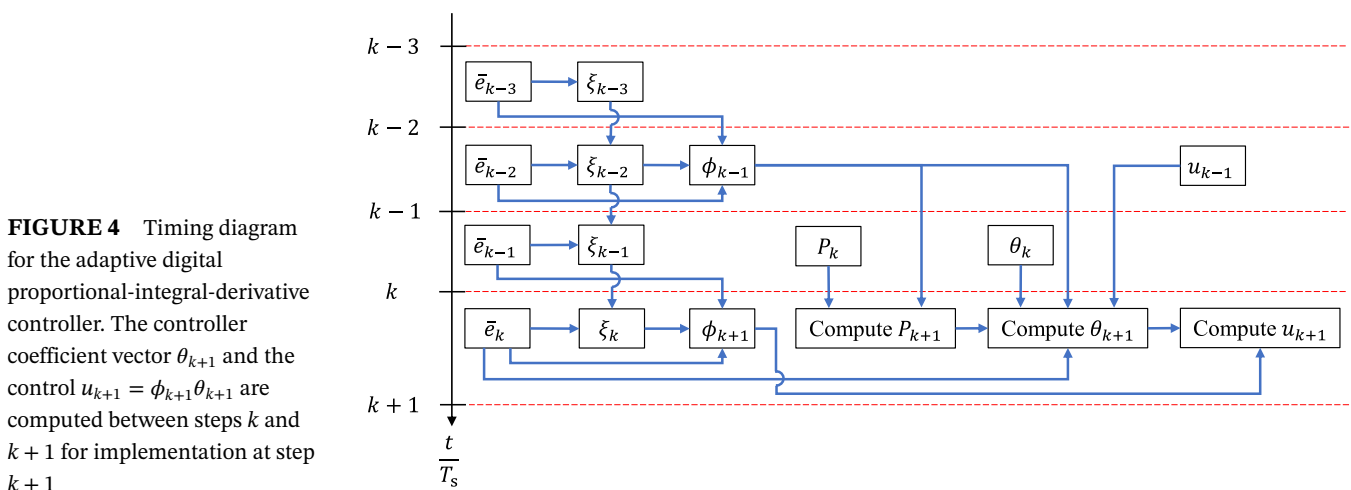 FIGURE 4 Timing diagram
for the adaptive digital
proportional-integral-derivative
controller. The controller
coefficient vector θ_{k+1} and the
control u_{k+1} = ϕ_{k+1}θ_{k+1} are
computed between steps k and
k + 1 for implementation at step
k + 1
k − 3
ē_{k−3} ξ_{k−3}
k − 2
ē_{k−2} ξ_{k−2} ϕ_{k−1} u_{k−1}
k − 1
ē_{k−1} ξ_{k−1} P_k θ_k
k
ē_k ξ_k ϕ_{k+1} Compute P_{k+1} Compute θ_{k+1} Compute u_{k+1}
k + 1
t
T_s